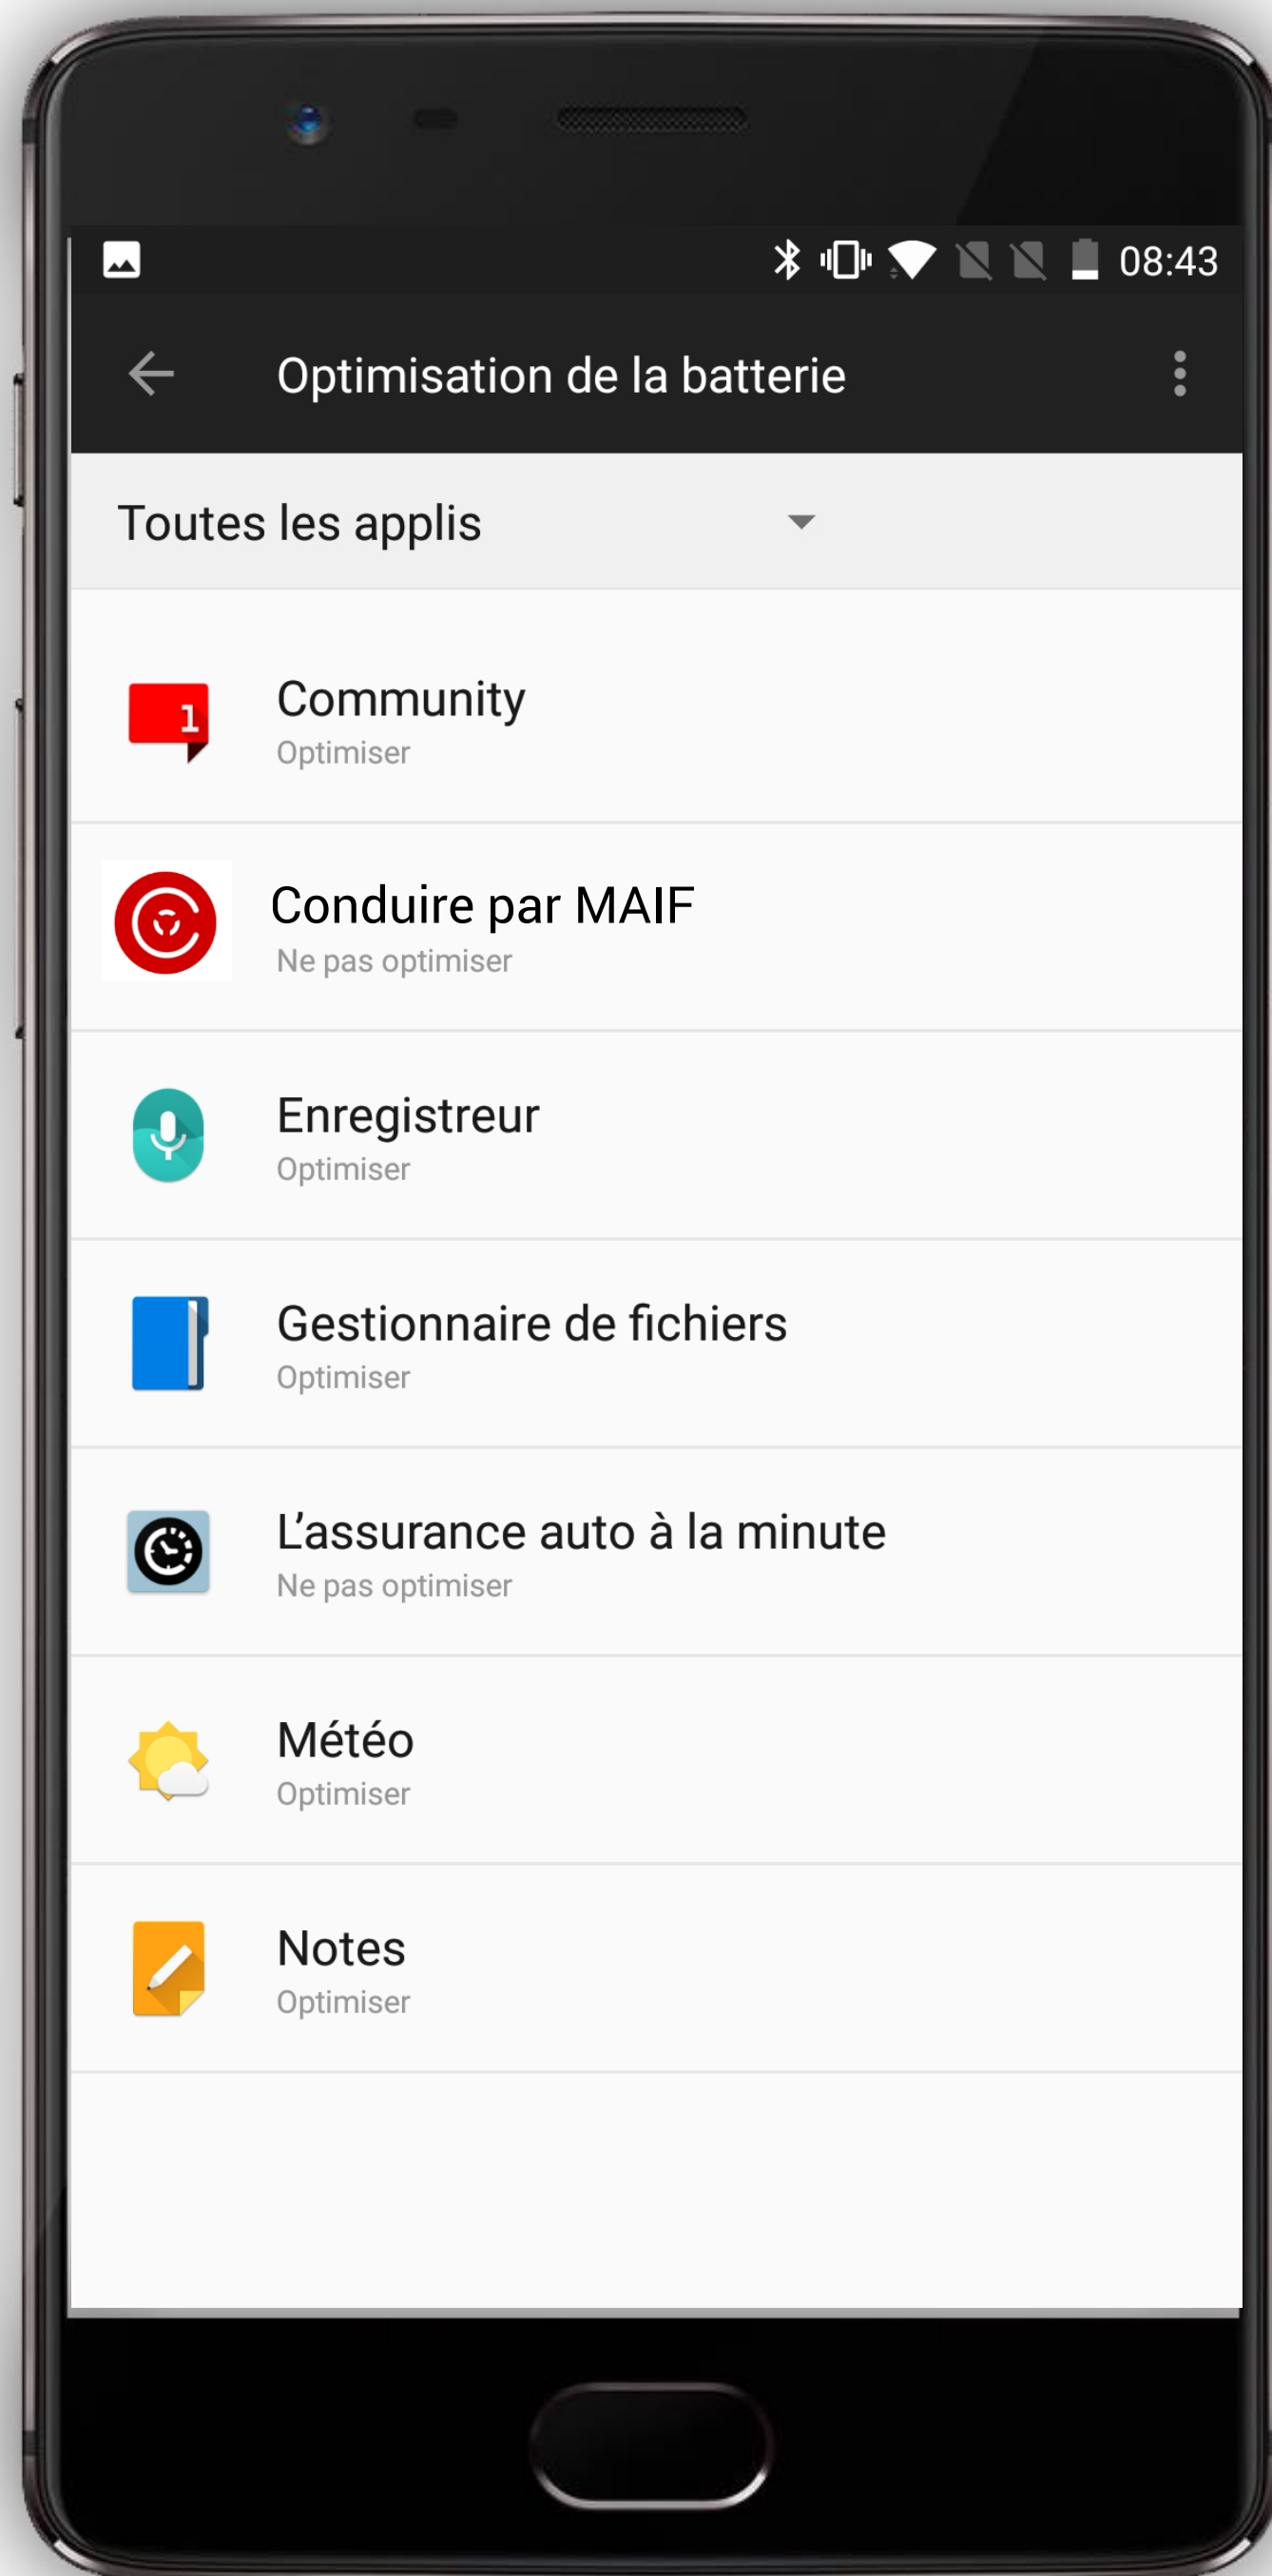 08:43
Optimisation de la batterie
Toutes les applis
1
Community
Optimiser
Conduire par MAIF
Ne pas optimiser
Enregistreur
Optimiser
Gestionnaire de fichiers
Optimiser
L’assurance auto à la minute
Ne pas optimiser
Météo
Optimiser
Notes
Optimiser